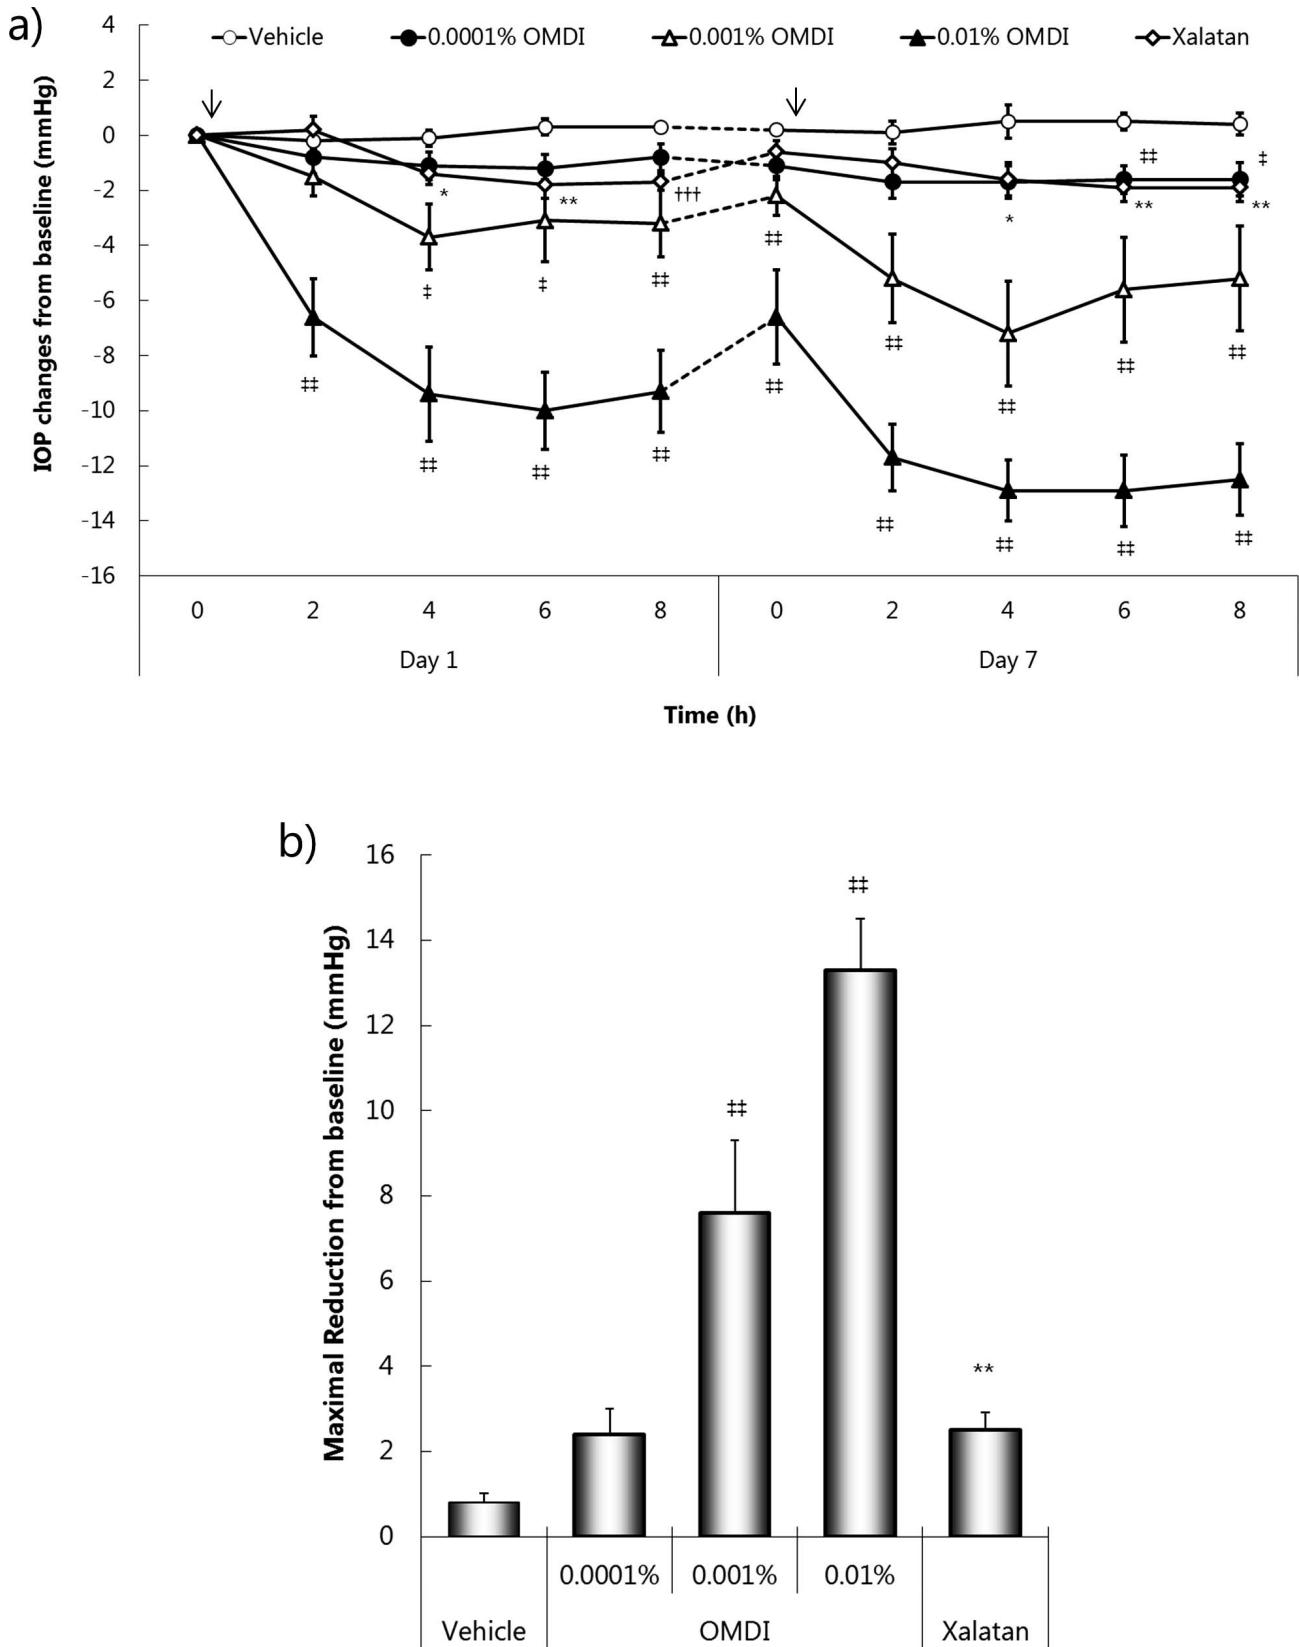 a)
Vehicle 0.0001% OMDI 0.001% OMDI 0.01% OMDI Xalatan
IOP changes from baseline (mmHg)
4
2
0
-2
-4
-6
-8
-10
-12
-14
-16
* ** ††† * ‡‡ ** ‡ **
‡ ‡ ‡‡ ‡‡ ‡‡ ‡‡ ‡‡ ‡‡
‡‡ ‡‡ ‡‡ ‡‡ ‡‡ ‡‡ ‡‡ ‡‡ ‡‡
0 2 4 6 8 0 2 4 6 8
Day 1 Day 7
Time (h)
b)
Maximal Reduction from baseline (mmHg)
16
14
12
10
8
6
4
2
0
‡‡ ‡‡ **
0.0001% 0.001% 0.01%
Vehicle OMDI Xalatan